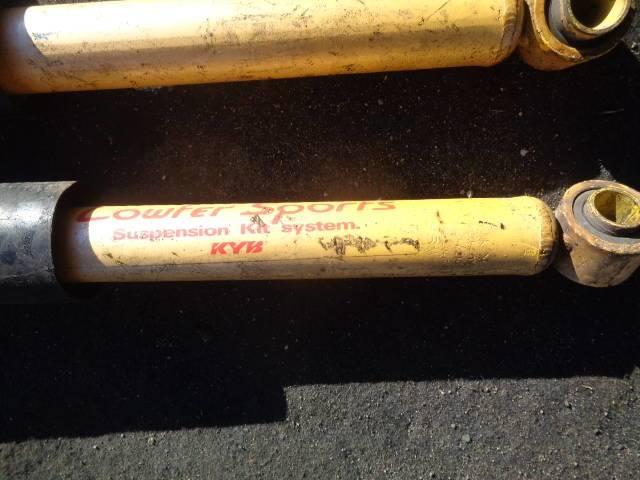 Lowfer Sports
Suspension Kit system.
KYB